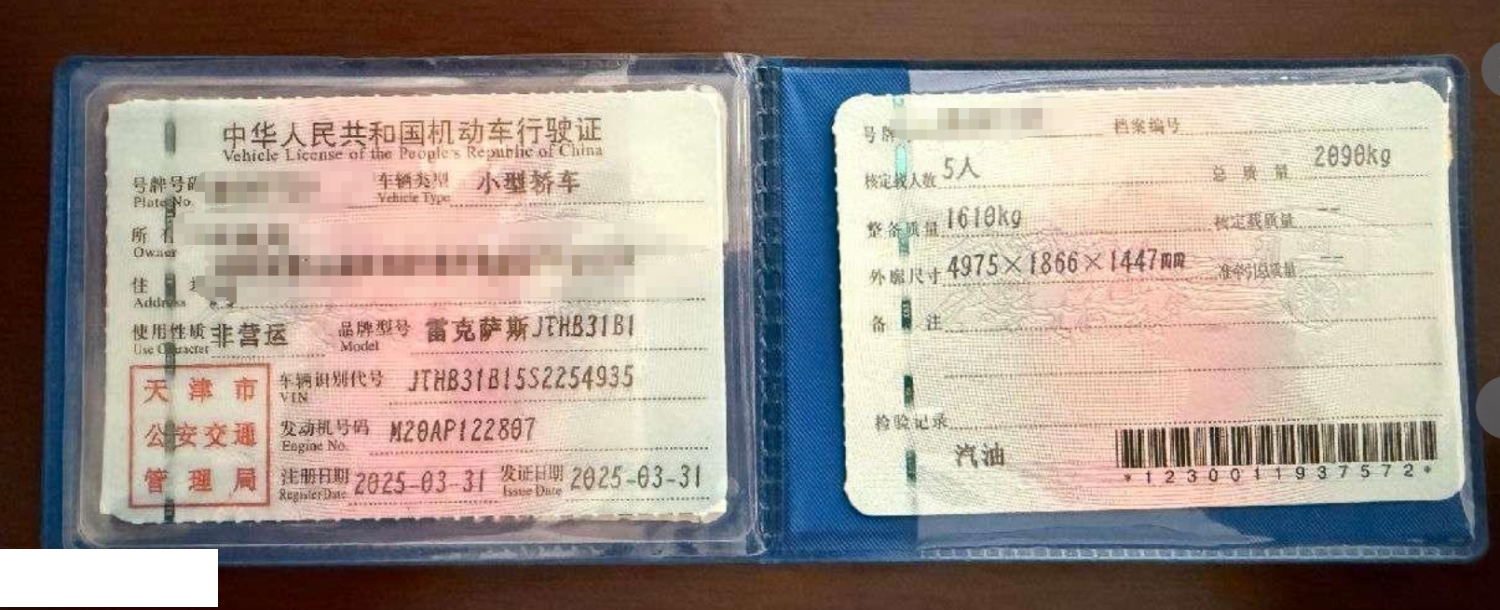 中华人民共和国机动车行驶证
Vehicle License of the People's Republic of China
号牌号码
Plate No.
车辆类型 小型轿车
Vehicle Type
所
Owner
住
Address
使用性质 非营运 品牌型号 雷克萨斯JTHB31B1
Use Character Model
天津市
公安交通
管理局
车辆识别代号 JTHB31B15S2254935
VIN
发动机号码 M20AP122807
Engine No.
注册日期 2025-03-31 发证日期 2025-03-31
Register Date Issue Date
号牌 档案编号
核定载人数 5人 总质量 2090kg
整备质量 1610kg 核定载质量 --
外廓尺寸 4975×1866×1447mm 准牵引总质量 --
备注
检验记录
汽油
*1230011937572*